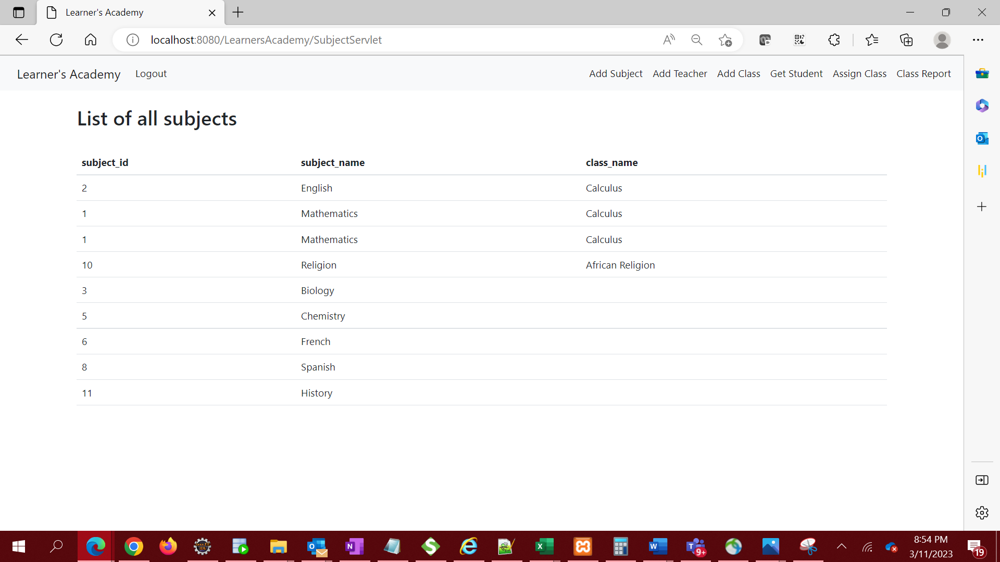 Learner's Academy
localhost:8080/LearnersAcademy/SubjectServlet
Learner's Academy Logout Add Subject Add Teacher Add Class Get Student Assign Class Class Report
List of all subjects
subject_id subject_name class_name
2 English Calculus
1 Mathematics Calculus
1 Mathematics Calculus
10 Religion African Religion
3 Biology
5 Chemistry
6 French
8 Spanish
11 History
8:54 PM
3/11/2023
9+
19